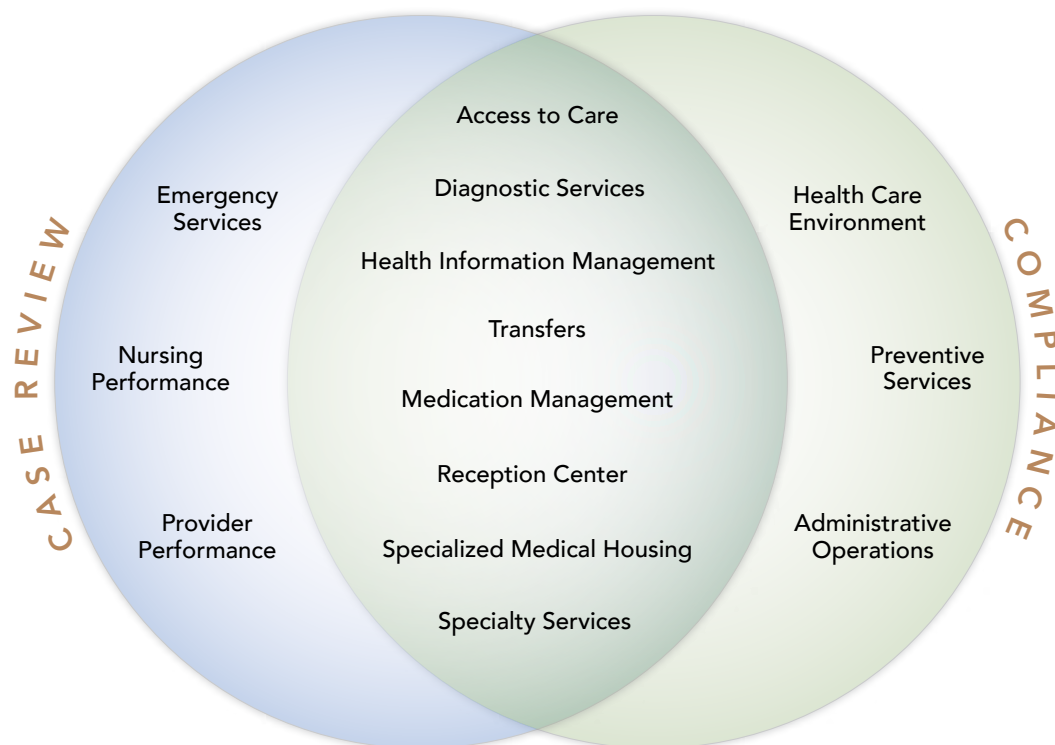 CASE REVIEW
Emergency
Services
Nursing
Performance
Provider
Performance
Access to Care
Diagnostic Services
Health Information Management
Transfers
Medication Management
Reception Center
Specialized Medical Housing
Specialty Services
Health Care
Environment
Preventive
Services
Administrative
Operations
COMPLIANCE